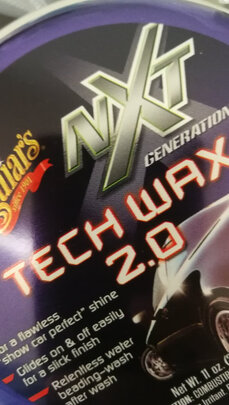 NXT
GENERATION
TECH WAX
2.0
or a flawless
"show car perfect" shine
Glides on & off easily
for a slick finish
Relentless water
beading-wash
after wash
Net Wt. 11 oz